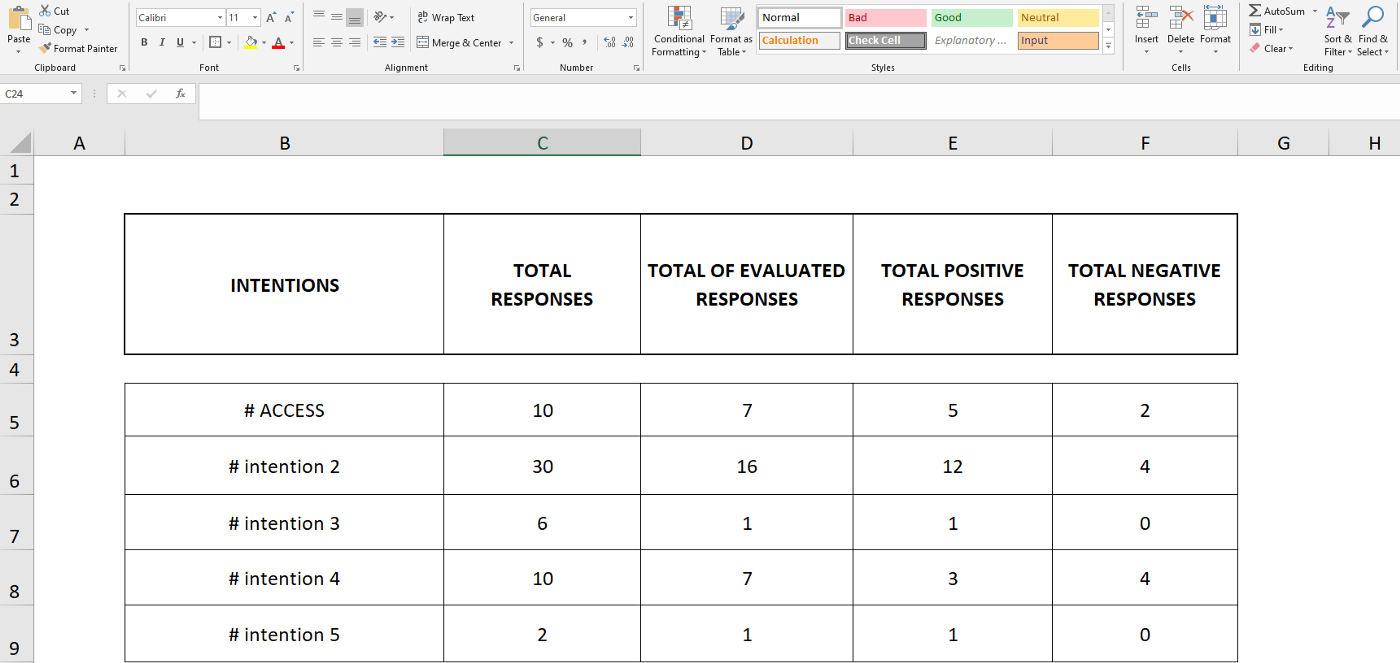 Cut
Calibri 11 A A
Wrap Text
General
Normal Bad Good Neutral
AutoSum
Copy
Fill
Paste
Format Painter
B I U A
Merge & Center
$ % , .00 .00
Conditional Formatting
Format as Table
Calculation Check Cell Explanatory ... Input
Insert Delete Format
Clear
Sort & Filter
Find & Select
Clipboard Font Alignment Number Styles Cells Editing
C24 fx
A B C D E F G H
1
2
3 INTENTIONS TOTAL RESPONSES TOTAL OF EVALUATED RESPONSES TOTAL POSITIVE RESPONSES TOTAL NEGATIVE RESPONSES
4
5 # ACCESS 10 7 5 2
6 # intention 2 30 16 12 4
7 # intention 3 6 1 1 0
8 # intention 4 10 7 3 4
9 # intention 5 2 1 1 0